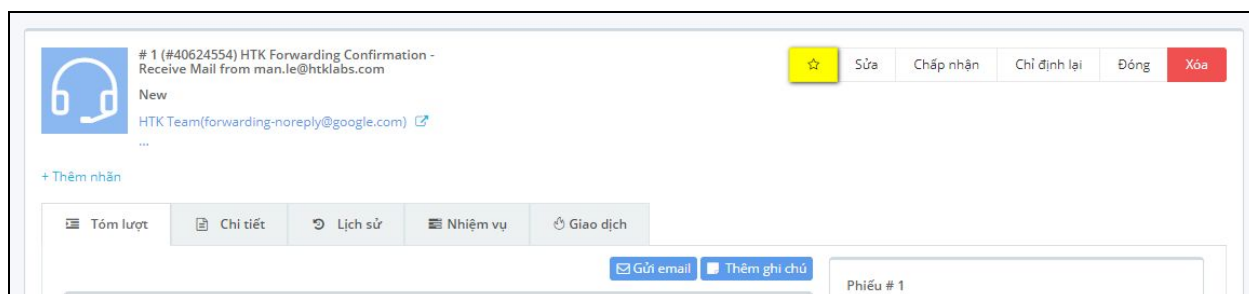 # 1 (#40624554) HTK Forwarding Confirmation -
Receive Mail from man.le@htklabs.com
New
HTK Team(forwarding-noreply@google.com)
...
Sửa Chấp nhận Chỉ định lại Đóng Xóa
+ Thêm nhãn
Tóm lượt Chi tiết Lịch sử Nhiệm vụ Giao dịch
Gửi email Thêm ghi chú
Phiếu # 1